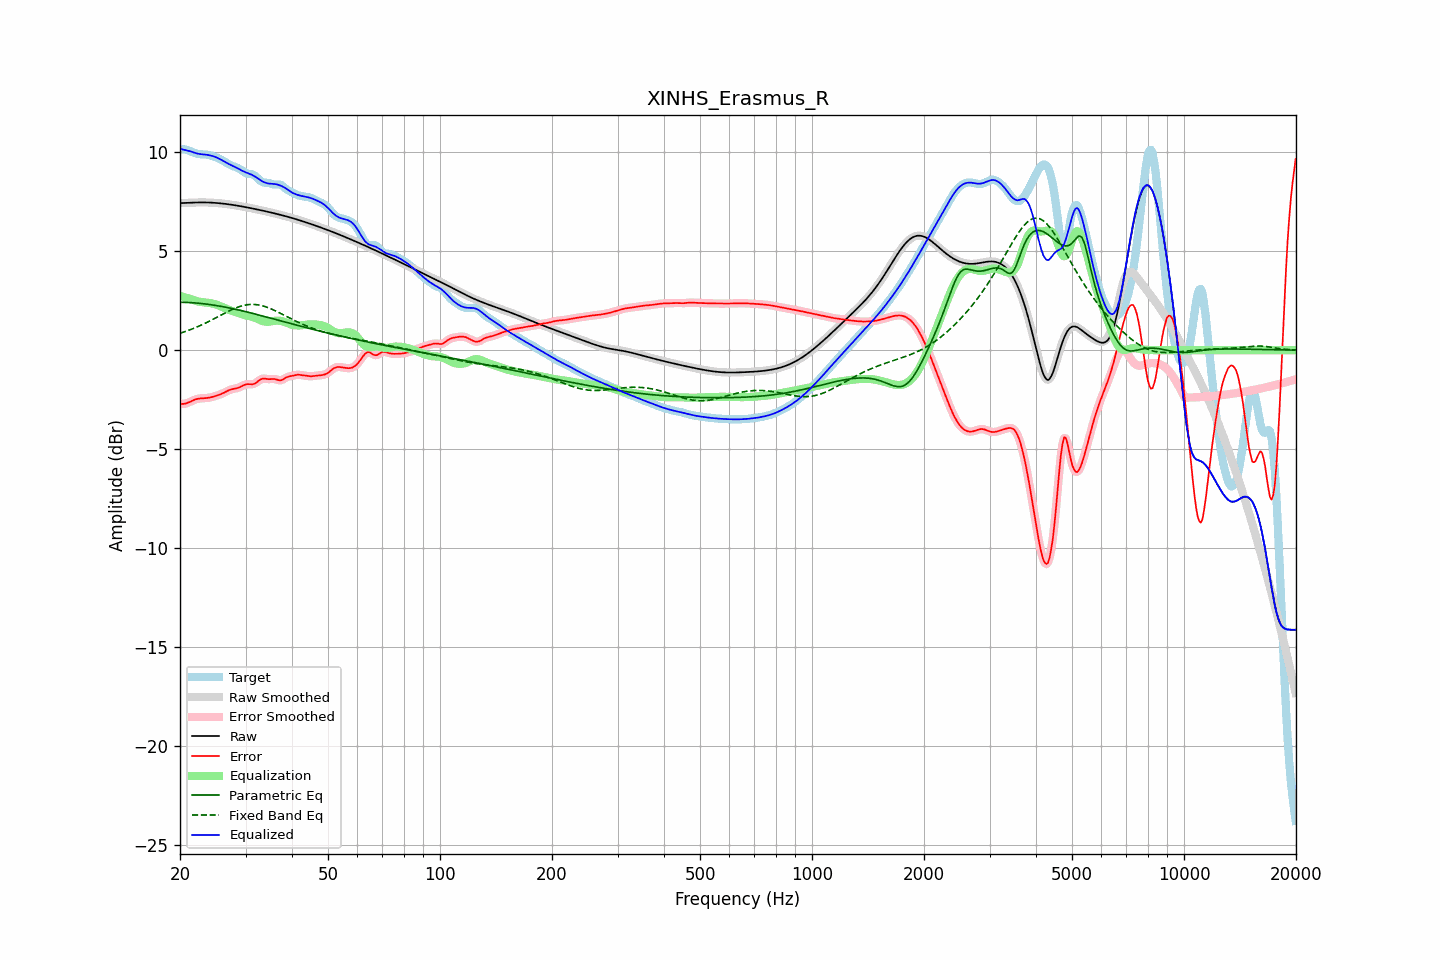 XINHS_Erasmus_R
10
5
0
−5
−10
−15
−20
−25
Amplitude (dBr)
Target
Raw Smoothed
Error Smoothed
Raw
Error
Equalization
Parametric Eq
Fixed Band Eq
Equalized
20 50 100 200 500 1000 2000 5000 10000 20000
Frequency (Hz)